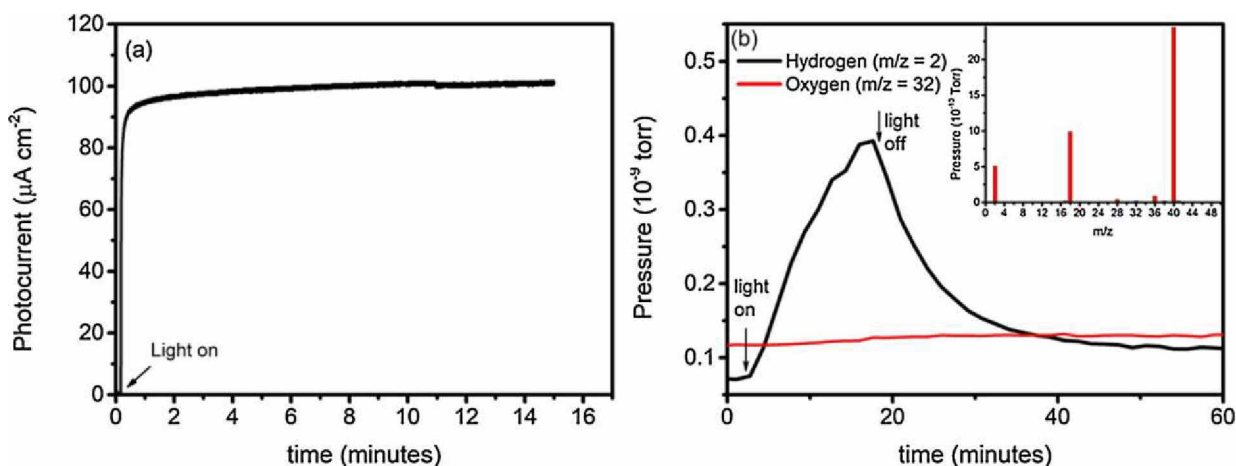 (a)
120
100
80
60
40
20
0
Photocurrent (μA cm-2)
Light on
0 2 4 6 8 10 12 14 16
time (minutes)
(b)
Hydrogen (m/z = 2)
Oxygen (m/z = 32)
0.5
0.4
0.3
0.2
0.1
Pressure (10-9 torr)
light
on
light
off
0 20 40 60
time (minutes)
20
15
10
5
0
Pressure (10-10 Torr)
0 4 8 12 16 20 24 28 32 36 40 44 48
m/z